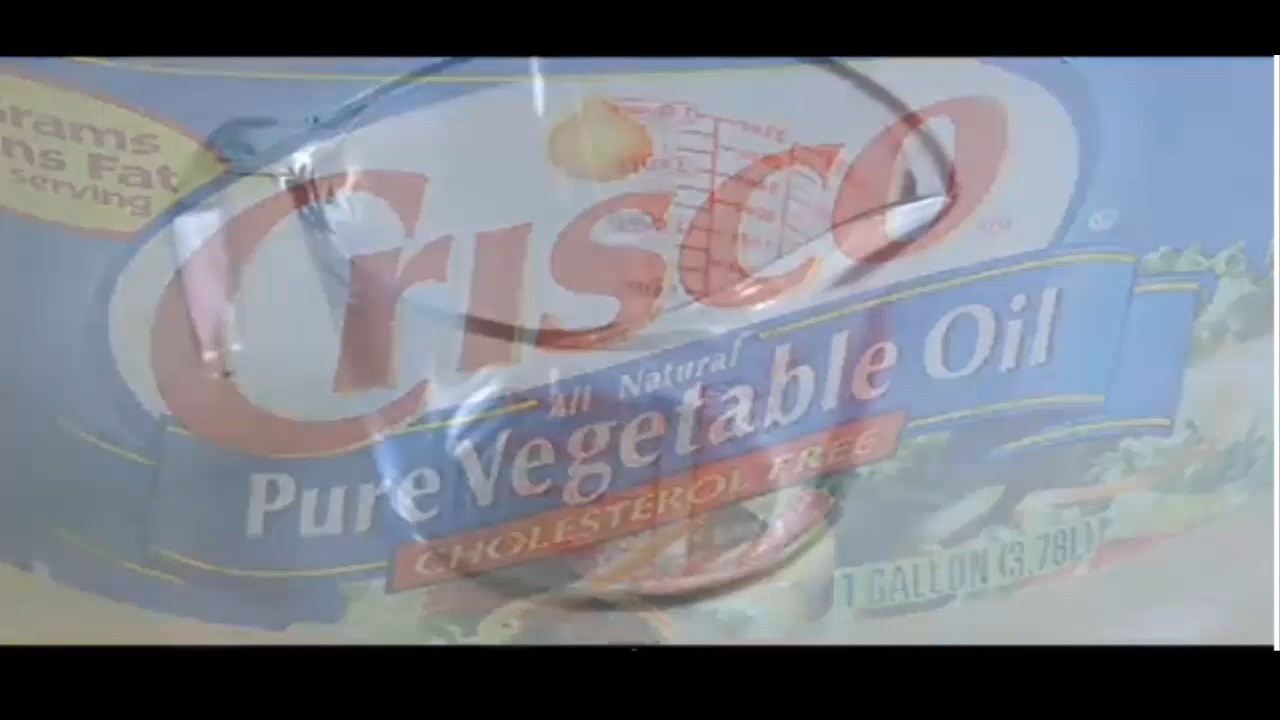 Grams
ns Fat
serving
Crisco
®
All Natural
Pure Vegetable Oil
CHOLESTEROL FREE
1 GALLON (3.78L)